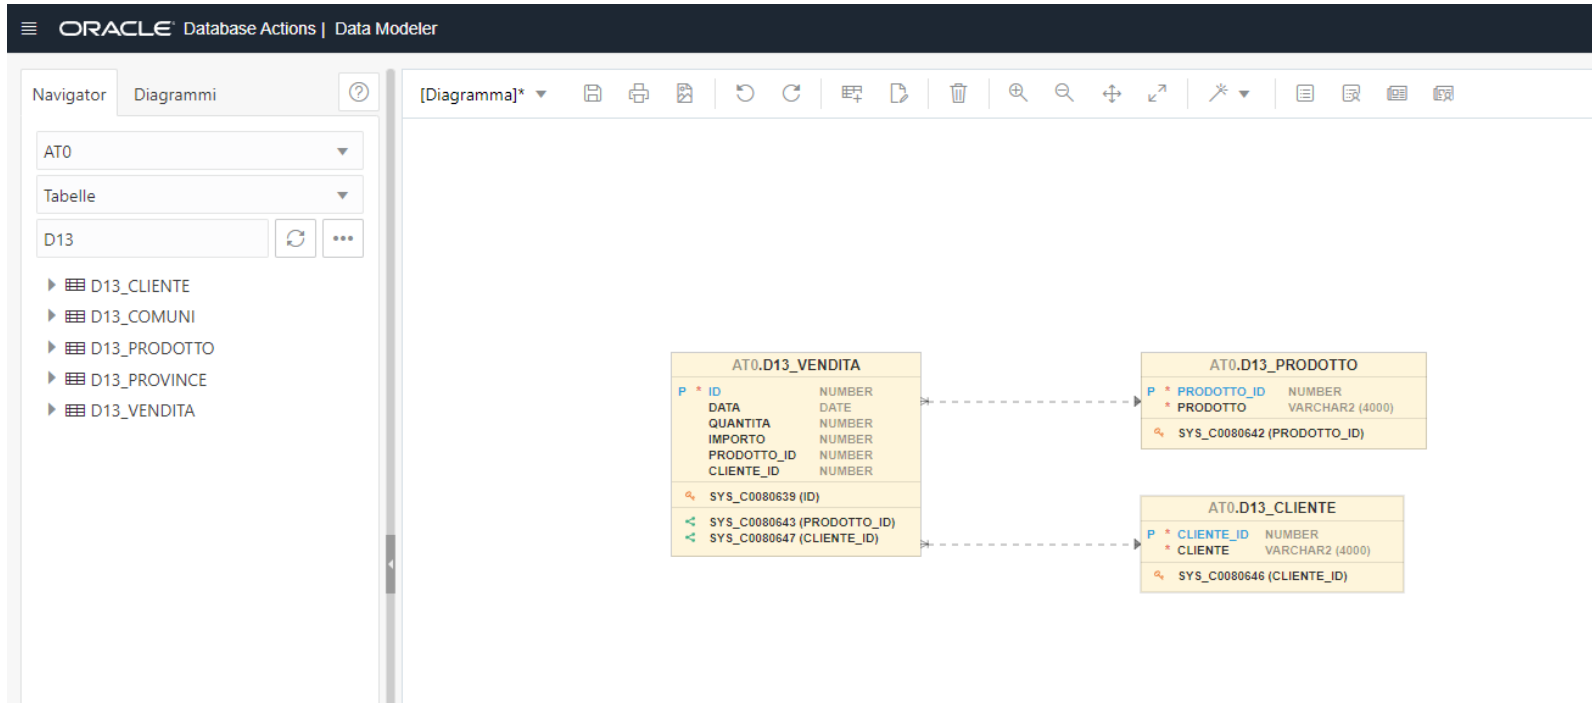 ORACLE Database Actions | Data Modeler
Navigator
Diagrammi
AT0
Tabelle
D13
D13_CLIENTE
D13_COMUNI
D13_PRODOTTO
D13_PROVINCE
D13_VENDITA
[Diagramma]*
AT0.D13_VENDITA
P * ID NUMBER
DATA DATE
QUANTITA NUMBER
IMPORTO NUMBER
PRODOTTO_ID NUMBER
CLIENTE_ID NUMBER
SYS_C0080639 (ID)
SYS_C0080643 (PRODOTTO_ID)
SYS_C0080647 (CLIENTE_ID)
AT0.D13_PRODOTTO
P * PRODOTTO_ID NUMBER
* PRODOTTO VARCHAR2 (4000)
SYS_C0080642 (PRODOTTO_ID)
AT0.D13_CLIENTE
P * CLIENTE_ID NUMBER
* CLIENTE VARCHAR2 (4000)
SYS_C0080646 (CLIENTE_ID)